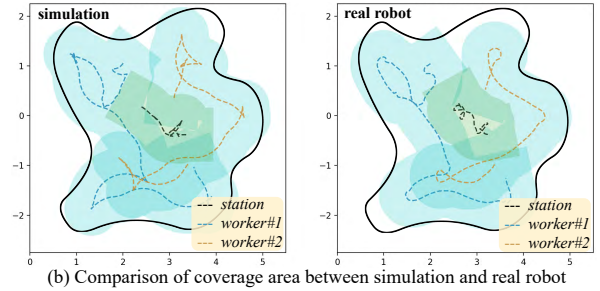 simulation
2
1
0
−1
−2
0
1
2
3
4
5
station
worker#1
worker#2
real robot
2
1
0
−1
−2
0
1
2
3
4
5
station
worker#1
worker#2
(b) Comparison of coverage area between simulation and real robot